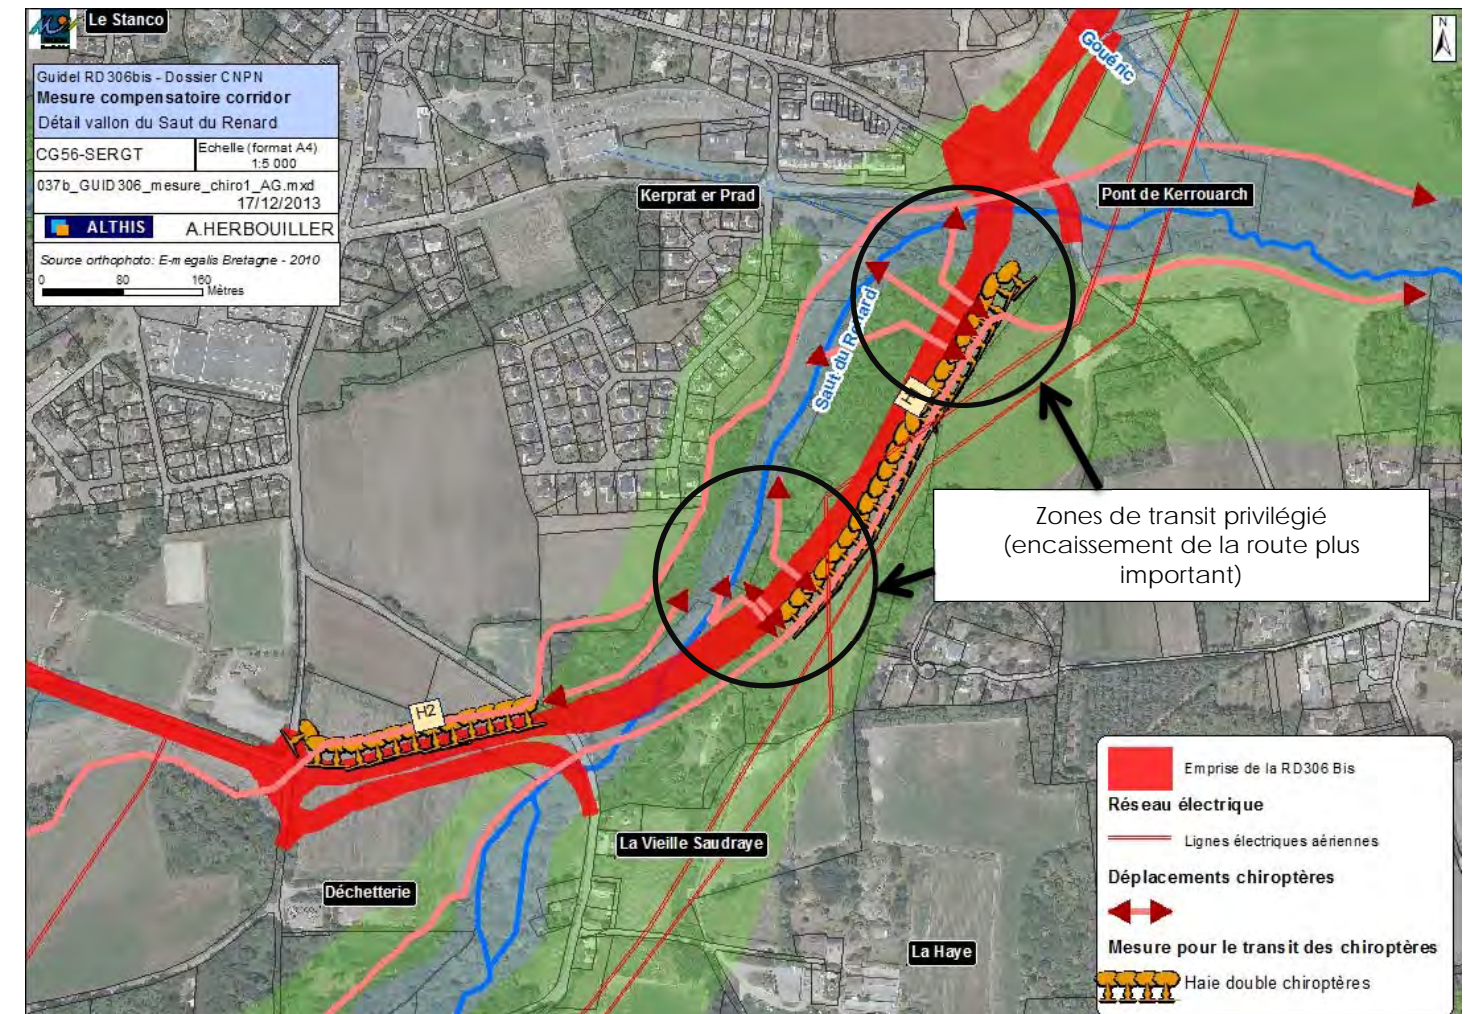 Le Stanco
Guidel RD306bis - Dossier CNPN
Mesure compensatoire corridor
Détail vallon du Saut du Renard
CG56-SERGT
Echelle (format A4)
1:5 000
037b_GUID306_mesure_chiro1_AG.mxd
17/12/2013
ALTHIS
A.HERBOUILLER
Source orthophoto: E-megalis Bretagne - 2010
0 80 160
Mètres
N
Gouéric
Kerprat er Prad
Pont de Kerrouarch
Saut du Renard
Zones de transit privilégié
(encaissement de la route plus
important)
H2
La Vieille Saudraye
Déchetterie
La Haye
Emprise de la RD306 Bis
Réseau électrique
Lignes électriques aériennes
Déplacements chiroptères
Mesure pour le transit des chiroptères
Haie double chiroptères